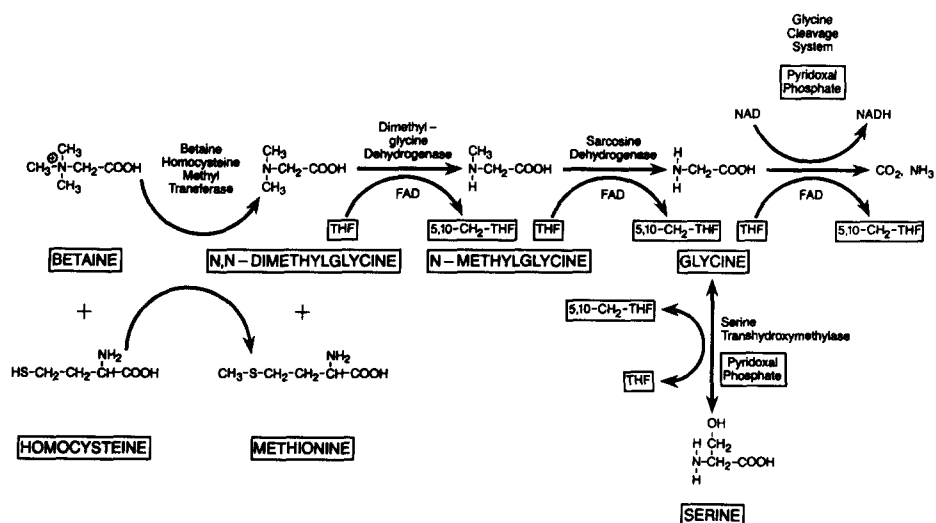 Glycine
Cleavage
System
Pyridoxal
Phosphate
NAD
NADH
Betaine
Homocysteine
Methyl
Transferase
Dimethyl –
glycine
Dehydrogenase
Sarcosine
Dehydrogenase
CH3
CH3–N–CH2–COOH
⊕
CH3
CH3
N–CH2–COOH
CH3
CH3
N–CH2–COOH
H
H
N–CH2–COOH
H
CO2, NH3
FAD
FAD
FAD
THF
5,10–CH2–THF
THF
5,10–CH2–THF
THF
5,10–CH2–THF
BETAINE
N,N – DIMETHYLGLYCINE
N – METHYLGLYCINE
GLYCINE
+
+
5,10–CH2–THF
Serine
Transhydroxymethylase
THF
Pyridoxal
Phosphate
NH2
HS–CH2–CH2–CH–COOH
NH2
CH3–S–CH2–CH2–CH–COOH
HOMOCYSTEINE
METHIONINE
OH
H CH2
N–CH2–COOH
H
SERINE